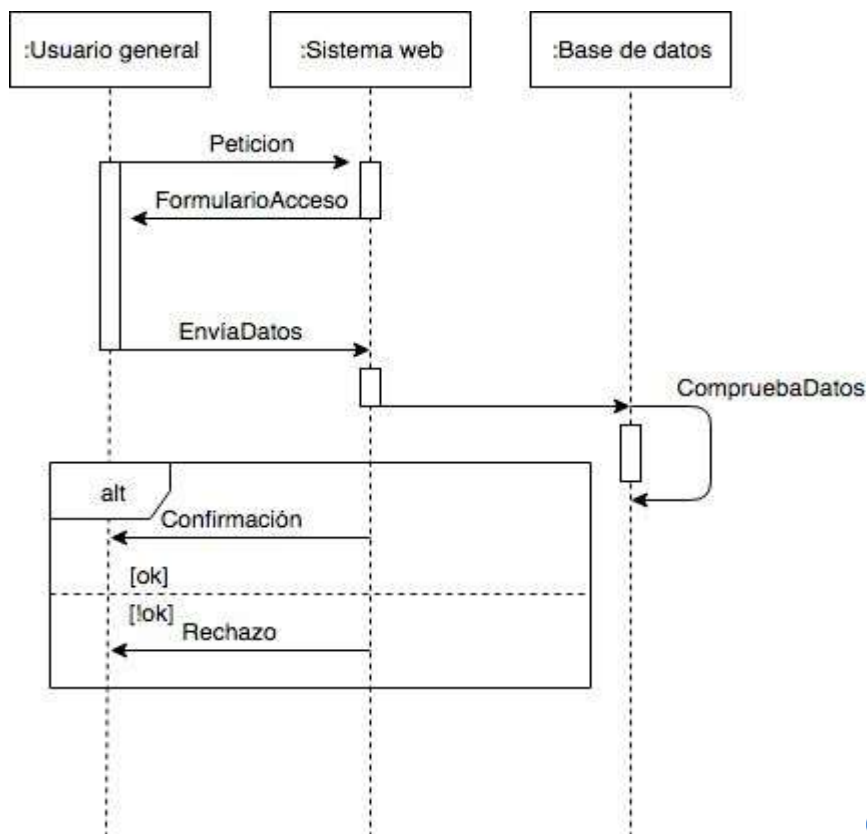 :Usuario general
:Sistema web
:Base de datos
Peticion
FormularioAcceso
EnvíaDatos
CompruebaDatos
alt
Confirmación
[ok]
[!ok]
Rechazo